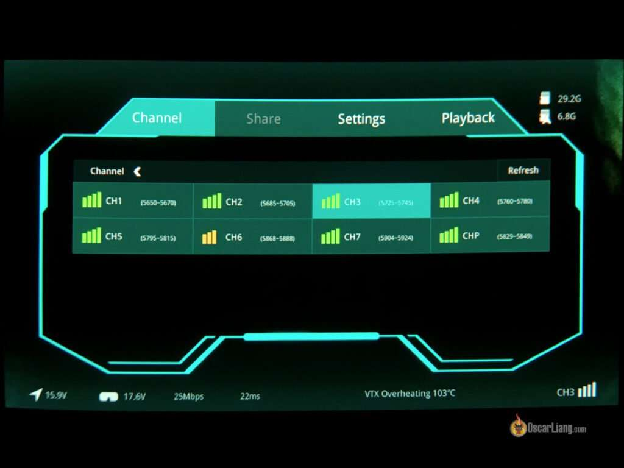 29.2G
6.8G
Channel Share Settings Playback
Channel Refresh
CH1 (5650-5670) CH2 (5685-5705) CH3 (5725-5745) CH4 (5760-5780)
CH5 (5795-5815) CH6 (5868-5888) CH7 (5904-5924) CHP (5829-5849)
15.9V 17.6V 25Mbps 22ms VTX Overheating 103°C CH3
OscarLiang.com